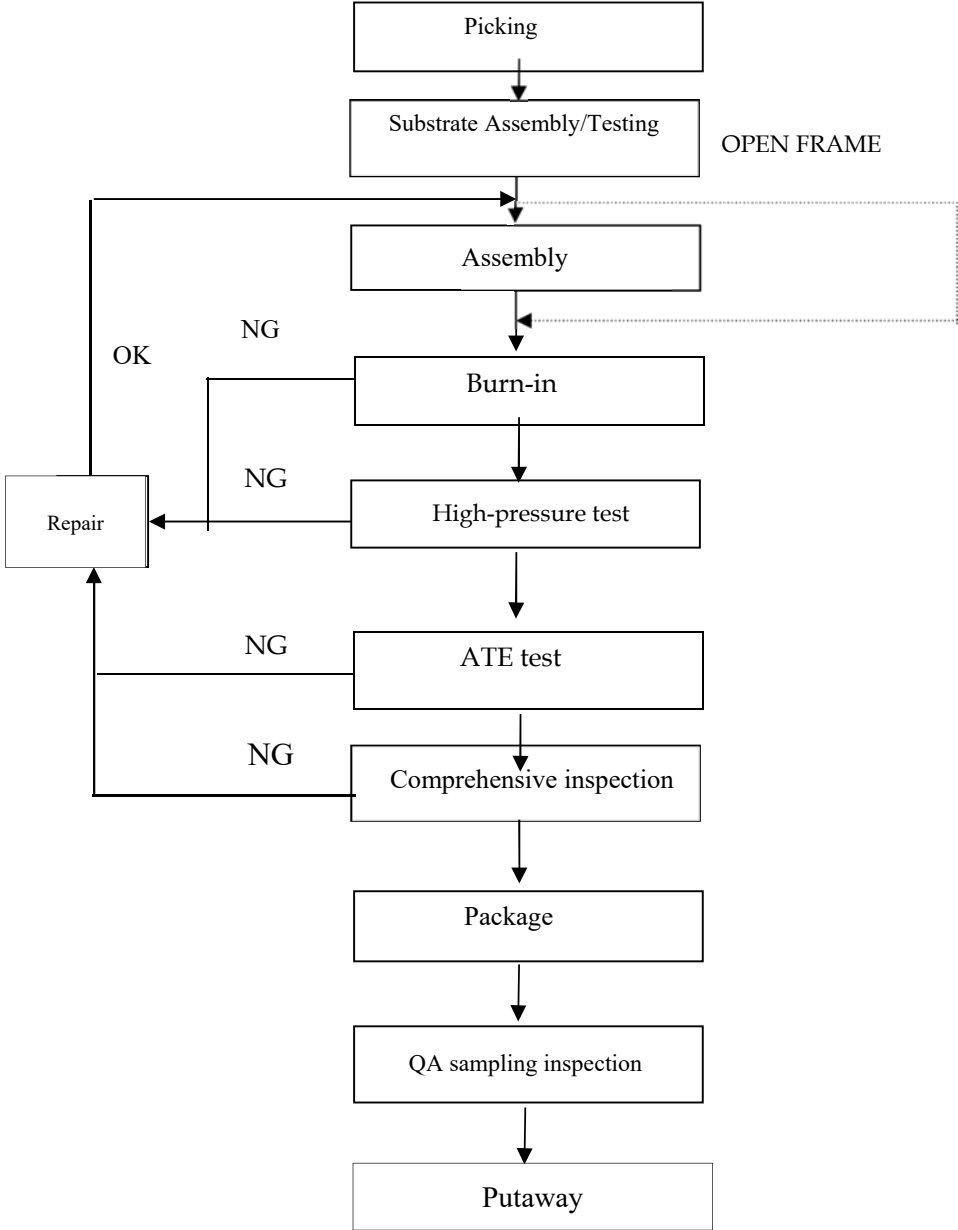 Picking
Substrate Assembly/Testing
OPEN FRAME
Assembly
NG
OK
Burn-in
NG
High-pressure test
Repair
NG
ATE test
NG
Comprehensive inspection
Package
QA sampling inspection
Putaway